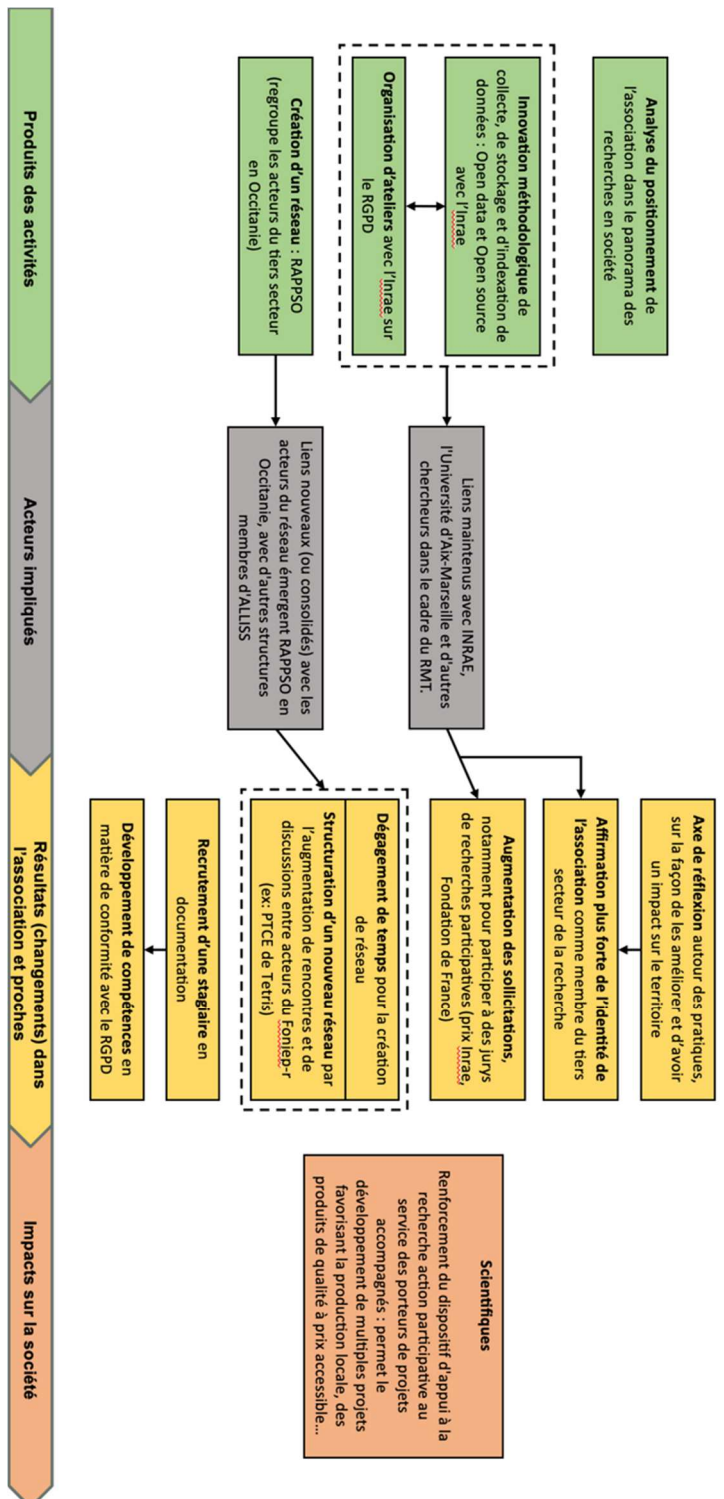 Analyse du positionnement de
l'association dans le panorama des
recherches en société
Innovation méthodologique de
collecte, de stockage et d'indexation de
données : Open data et Open source
avec l'Inrae
Organisation d'ateliers avec l'Inrae sur
le RGPD
Création d'un réseau : RAPPSO
(regroupe les acteurs du tiers secteur
en Occitanie)
Liens maintenus avec INRAE,
l'Université d'Aix-Marseille et d'autres
chercheurs dans le cadre du RMT.
Liens nouveaux (ou consolidés) avec les
acteurs du réseau émergent RAPPSO en
Occitanie, avec d'autres structures
membres d'ALLISS
Axe de réflexion autour des pratiques,
sur la façon de les améliorer et d'avoir
un impact sur le territoire
Affirmation plus forte de l'identité de
l'association comme membre du tiers
secteur de la recherche
Augmentation des sollicitations,
notamment pour participer à des jurys
de recherches participatives (prix Inrae,
Fondation de France)
Dégagement de temps pour la création
de réseau
Structuration d'un nouveau réseau par
l'augmentation de rencontres et de
discussions entre acteurs du Fonjep-r
(ex: PTCE de Tetris)
Recrutement d'une stagiaire en
documentation
Développement de compétences en
matière de conformité avec le RGPD
Scientifiques
Renforcement du dispositif d'appui à la
recherche action participative au
service des porteurs de projets
accompagnés : permet le
développement de multiples projets
favorisant la production locale, des
produits de qualité à prix accessible...
Produits des activités
Acteurs impliqués
Résultats (changements) dans
l'association et proches
Impacts sur la société